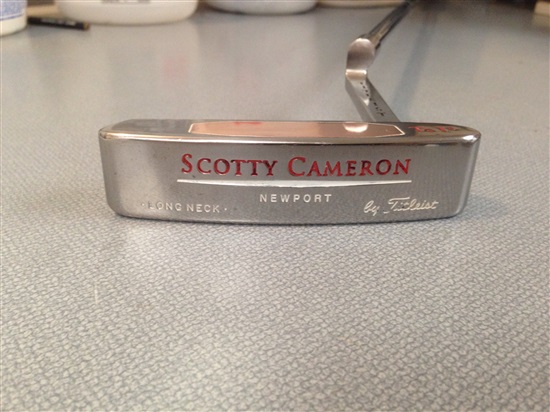 SCOTTY CAMERON
NEWPORT
· LONG NECK ·
by Titleist